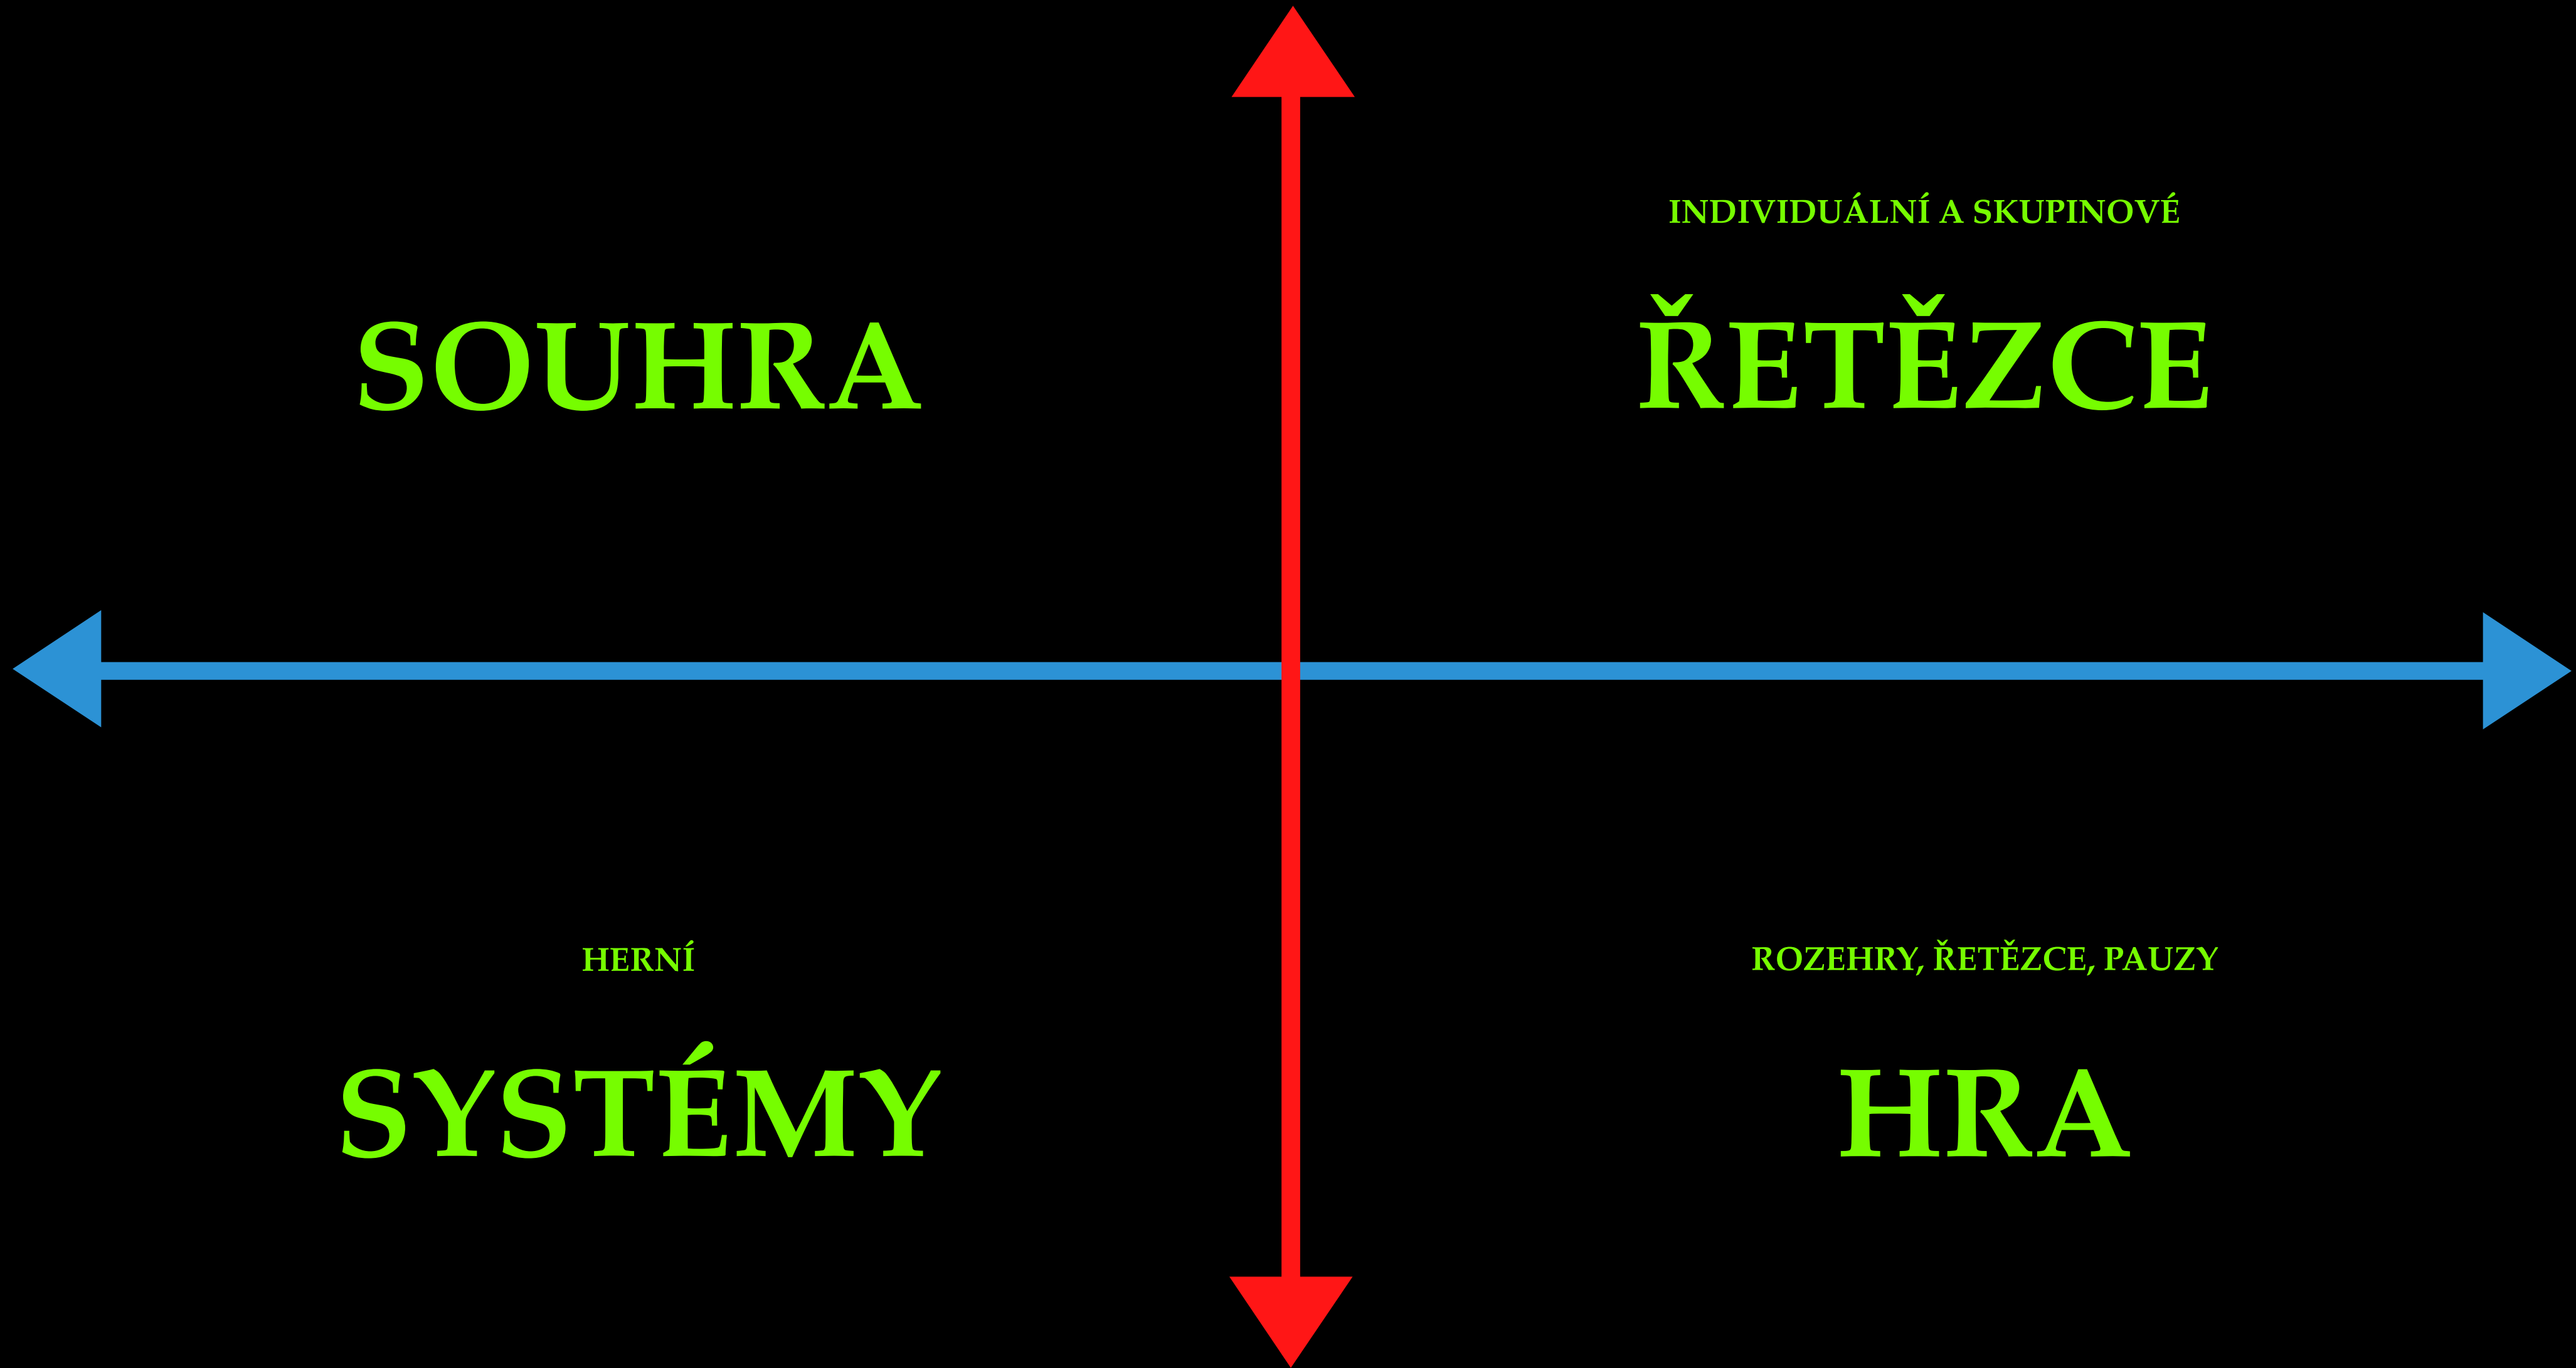 SOUHRA
INDIVIDUÁLNÍ A SKUPINOVÉ
ŘETĚZCE
HERNÍ
SYSTÉMY
ROZEHRY, ŘETĚZCE, PAUZY
HRA